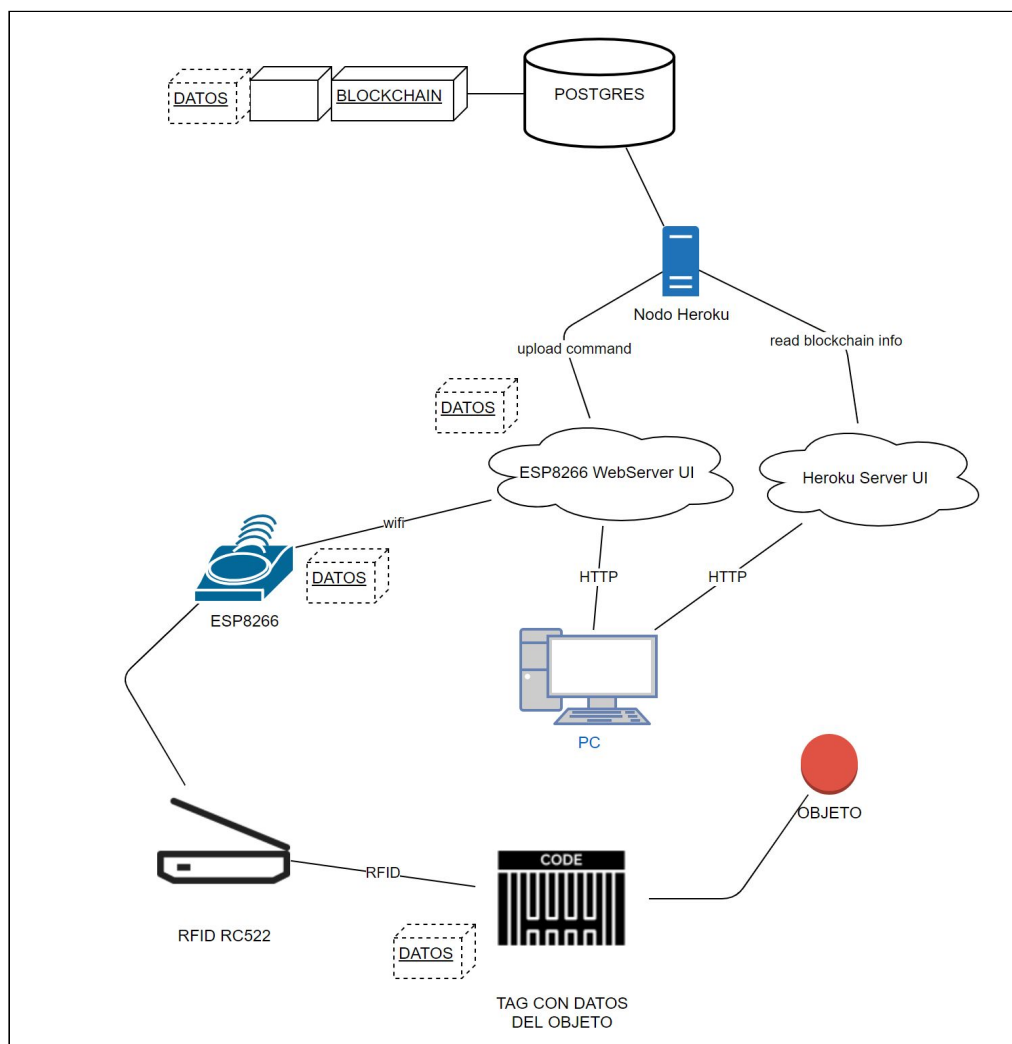 DATOS
BLOCKCHAIN
POSTGRES
Nodo Heroku
upload command
read blockchain info
DATOS
ESP8266 WebServer UI
Heroku Server UI
wifi
DATOS
HTTP
HTTP
ESP8266
PC
OBJETO
CODE
RFID
RFID RC522
DATOS
TAG CON DATOS
DEL OBJETO